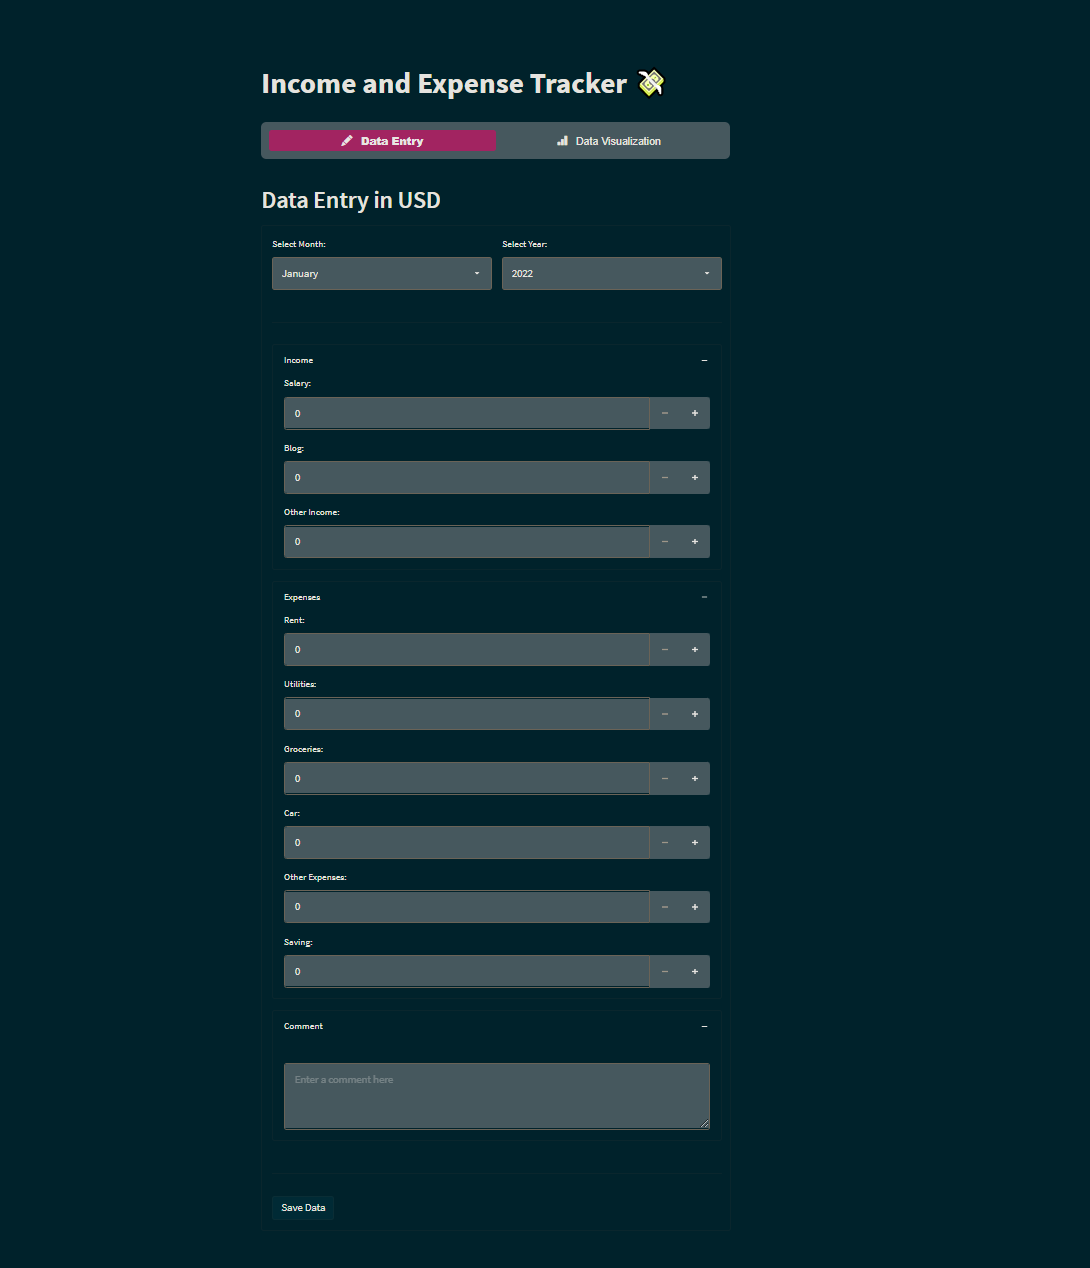 Income and Expense Tracker 💸
Data Entry
Data Visualization
Data Entry in USD
Select Month:
Select Year:
January
2022
Income
Salary:
0
Blog:
0
Other Income:
0
Expenses
Rent:
0
Utilities:
0
Groceries:
0
Car:
0
Other Expenses:
0
Saving:
0
Comment
Enter a comment here
Save Data